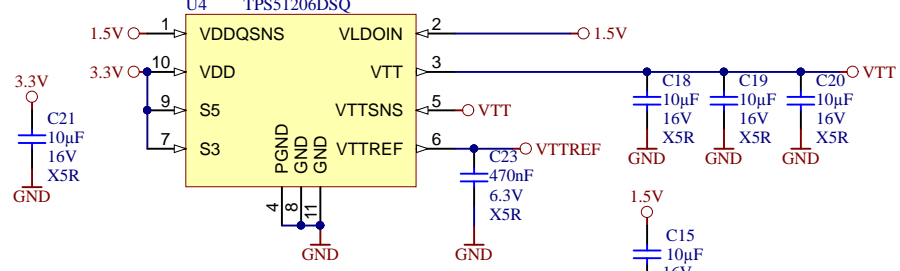 U4 TPS51206DSQ
1.5V 1 VDDQSNS VLDOIN 2 1.5V
3.3V 10 VDD VTT 3 VTT
9 S5 VTTSNS 5 VTT
7 S3 VTTREF 6 VTTREF
PGND GND GND
4 8 11
GND
3.3V
C21
10µF
16V
X5R
GND
C23
470nF
6.3V
X5R
GND
C18
10µF
16V
X5R
GND
C19
10µF
16V
X5R
GND
C20
10µF
16V
X5R
GND
1.5V
C15
10µF
16V